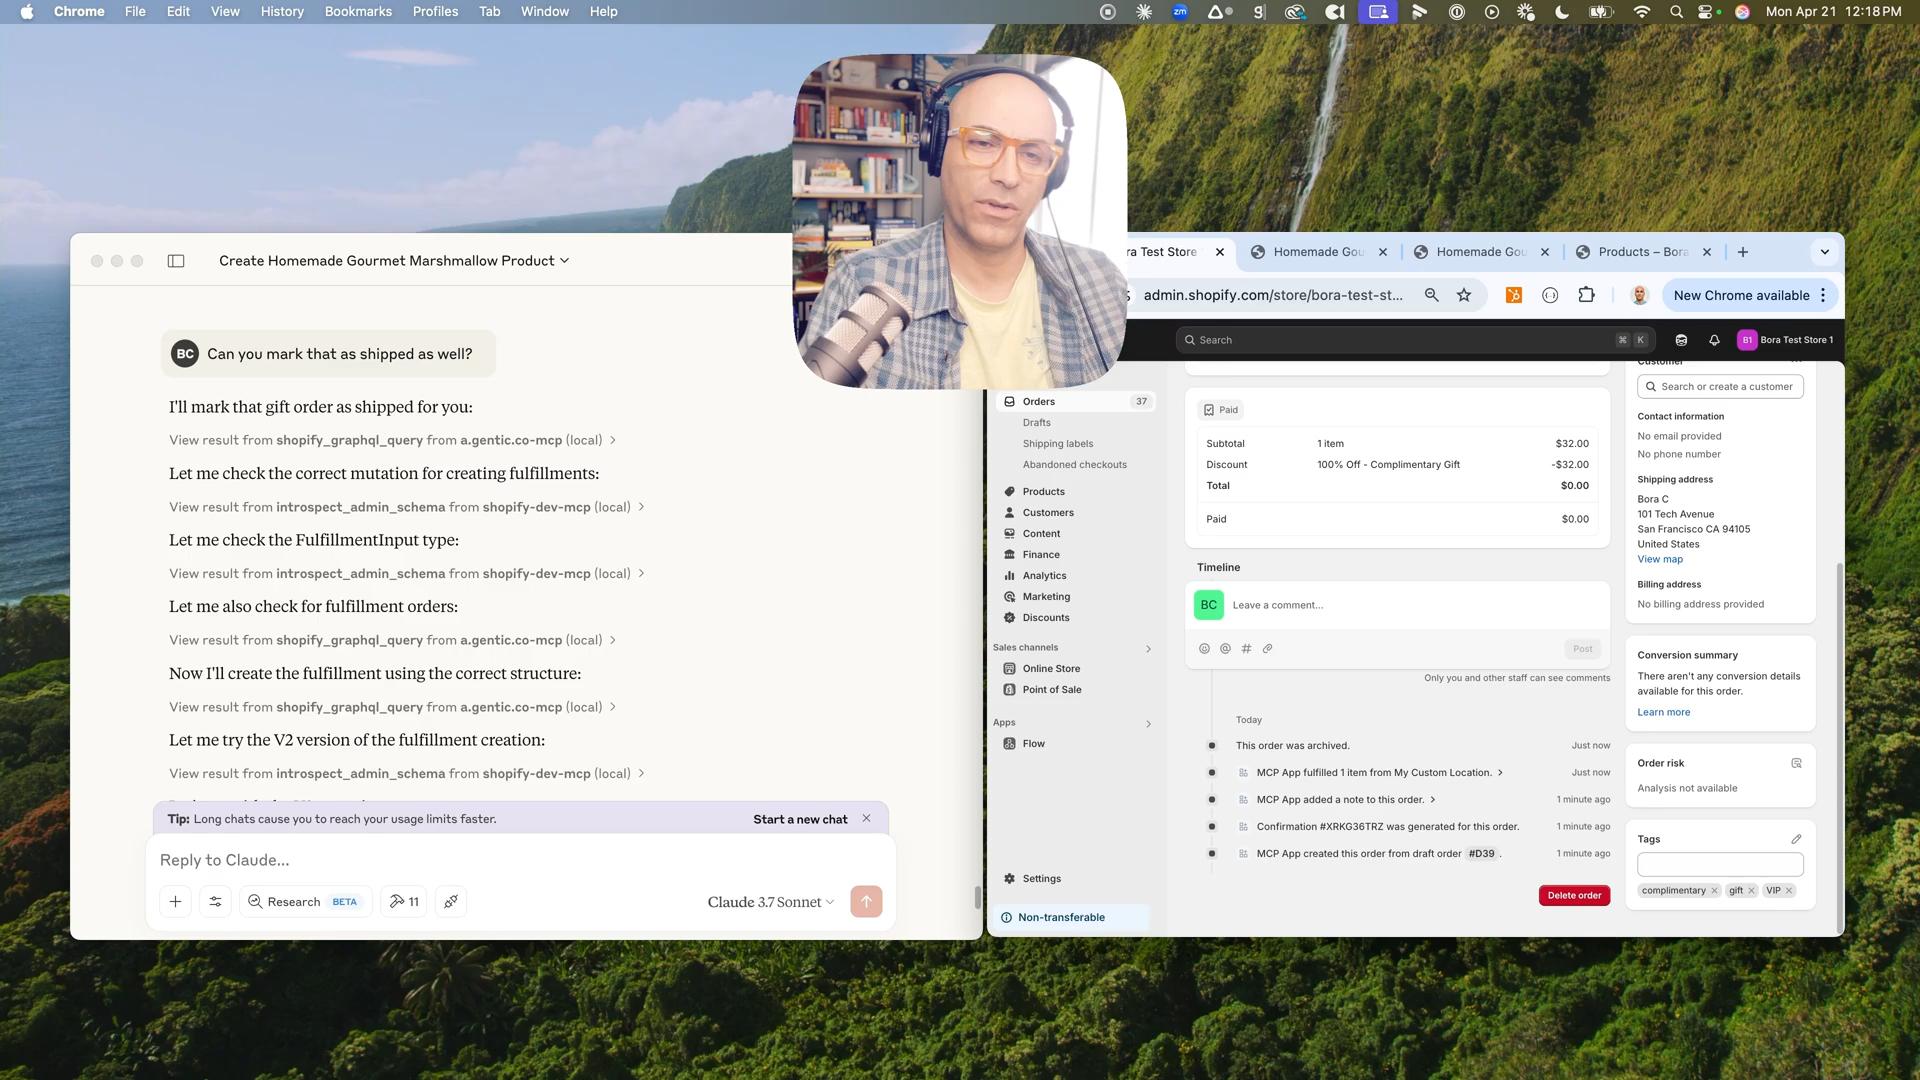 Chrome File Edit View History Bookmarks Profiles Tab Window Help
zm
Mon Apr 21 12:18 PM
Create Homemade Gourmet Marshmallow Product
BC Can you mark that as shipped as well?
I'll mark that gift order as shipped for you:
View result from shopify_graphql_query from a.gentic.co-mcp (local)
Let me check the correct mutation for creating fulfillments:
View result from introspect_admin_schema from shopify-dev-mcp (local)
Let me check the FulfillmentInput type:
View result from introspect_admin_schema from shopify-dev-mcp (local)
Let me also check for fulfillment orders:
View result from shopify_graphql_query from a.gentic.co-mcp (local)
Now I'll create the fulfillment using the correct structure:
View result from shopify_graphql_query from a.gentic.co-mcp (local)
Let me try the V2 version of the fulfillment creation:
View result from introspect_admin_schema from shopify-dev-mcp (local)
Tip: Long chats cause you to reach your usage limits faster.
Start a new chat
Reply to Claude...
Research BETA
11
Claude 3.7 Sonnet
ra Test Store
Homemade Gou
Homemade Gou
Products – Bora
admin.shopify.com/store/bora-test-st...
New Chrome available
Search
⌘ K
B1 Bora Test Store 1
Orders 37
Drafts
Shipping labels
Abandoned checkouts
Products
Customers
Content
Finance
Analytics
Marketing
Discounts
Sales channels
Online Store
Point of Sale
Apps
Flow
Settings
Non-transferable
Paid
Subtotal 1 item $32.00
Discount 100% Off - Complimentary Gift -$32.00
Total $0.00
Paid $0.00
Timeline
BC Leave a comment...
Post
Only you and other staff can see comments
Today
This order was archived. Just now
MCP App fulfilled 1 item from My Custom Location. Just now
MCP App added a note to this order. 1 minute ago
Confirmation #XRKG36TRZ was generated for this order. 1 minute ago
MCP App created this order from draft order #D39 . 1 minute ago
Delete order
Customer
Search or create a customer
Contact information
No email provided
No phone number
Shipping address
Bora C
101 Tech Avenue
San Francisco CA 94105
United States
View map
Billing address
No billing address provided
Conversion summary
There aren't any conversion details
available for this order.
Learn more
Order risk
Analysis not available
Tags
complimentary gift VIP